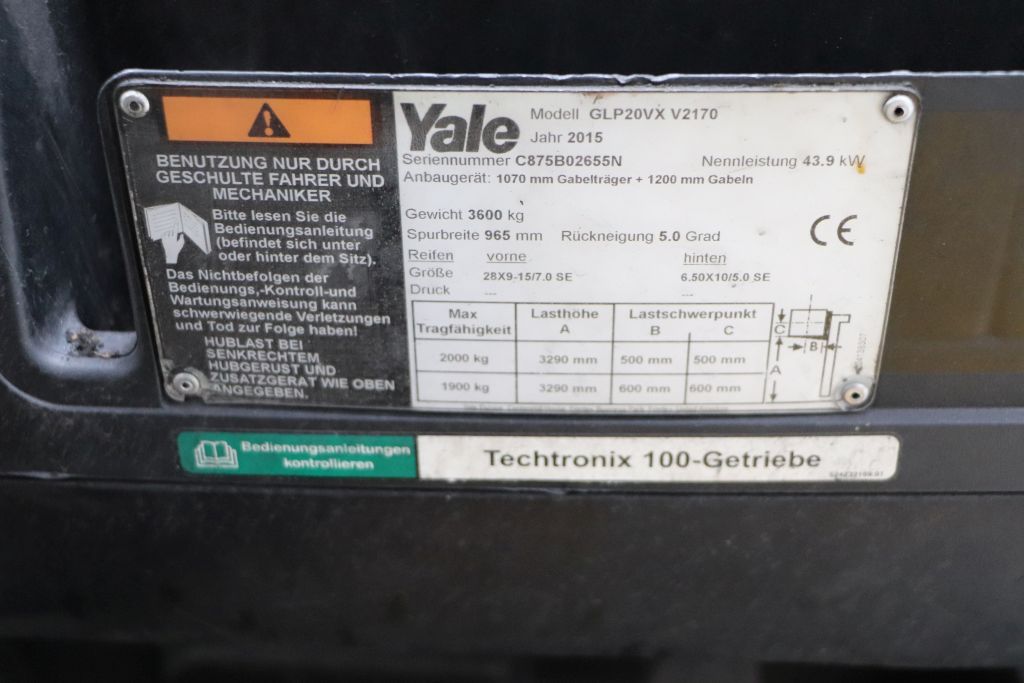 BENUTZUNG NUR DURCH
GESCHULTE FAHRER UND
MECHANIKER
Bitte lesen Sie die
Bedienungsanleitung
(befindet sich unter
oder hinter dem Sitz).
Das Nichtbefolgen der
Bedienungs,-Kontroll-und
Wartungsanweisung kann
schwerwiegende Verletzungen
und Tod zur Folge haben!
HUBLAST BEI
SENKRECHTEM
HUBGERUST UND
ZUSATZGERAT WIE OBEN
ANGEGEBEN.
Yale
Modell GLP20VX V2170
Jahr 2015
Seriennummer C875B02655N Nennleistung 43.9 kW
Anbaugerät: 1070 mm Gabelträger + 1200 mm Gabeln
Gewicht 3600 kg
Spurbreite 965 mm Rückneigung 5.0 Grad
CE
Reifen vorne hinten
Größe 28X9-15/7.0 SE 6.50X10/5.0 SE
Druck --- ---
Max Tragfähigkeit Lasthöhe A Lastschwerpunkt B C
2000 kg 3290 mm 500 mm 500 mm
1900 kg 3290 mm 600 mm 600 mm
C
B
A
Bedienungsanleitungen
kontrollieren
Techtronix 100-Getriebe